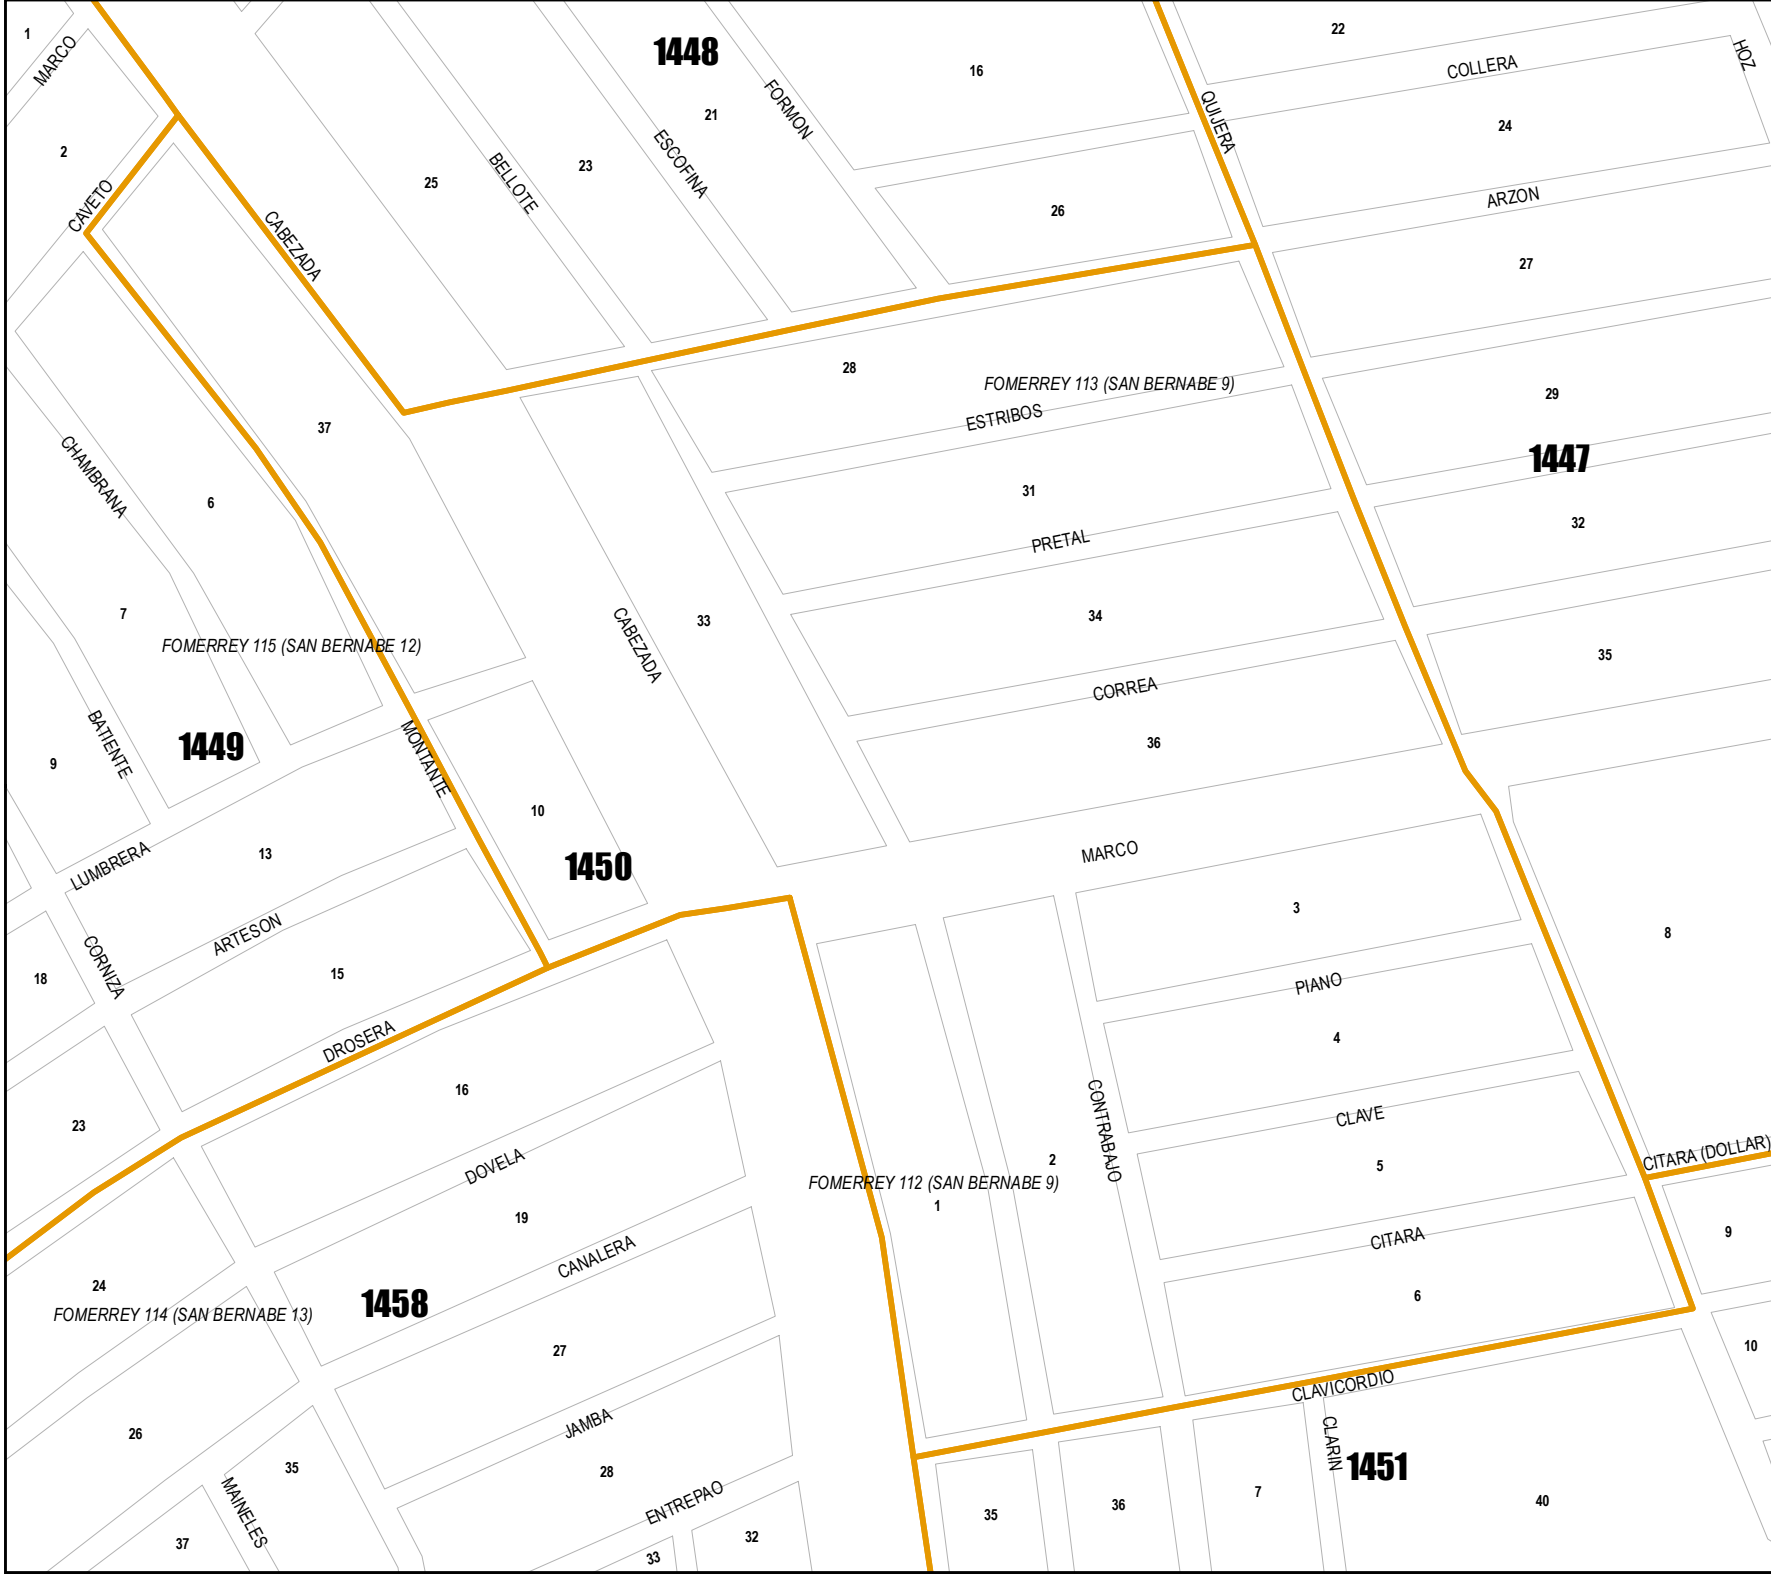 1
MARCO
1448
22
COLLERA
HOZ
16
2
21
FORMON
QUIJERA
24
CAVETO
25
BELLOTE
23
ESCOFINA
26
ARZON
CABEZADA
27
37
28
FOMERREY 113 (SAN BERNABE 9)
ESTRIBOS
29
1447
CHAMBRANA
6
31
32
PRETAL
7
FOMERREY 115 (SAN BERNABE 12)
CABEZADA
33
34
35
CORREA
BATIENTE
1449
MONTANTE
36
9
10
LUMBRERA
13
1450
MARCO
3
ARTESON
CORNIZA
18
15
8
PIANO
DROSERA
4
16
23
CONTRABAJO
CLAVE
DOVELA
2
5
CITARA (DOLLAR)
FOMERREY 112 (SAN BERNABE 9)
1
19
CANALERA
CITARA
9
24
FOMERREY 114 (SAN BERNABE 13)
1458
6
27
10
CLAVICORDIO
26
JAMBA
CLARIN
1451
35
28
MAINELES
ENTREPAO
35
36
7
40
37
33
32